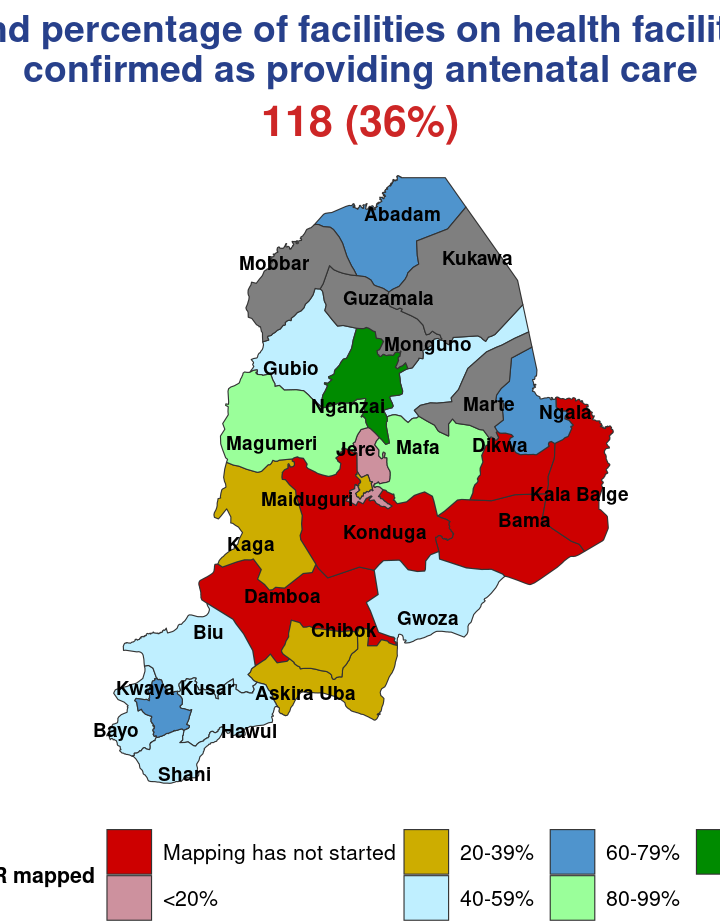 percentage of facilities on health
confirmed as providing antenatal care
118 (36%)
Abadam
Mobbar
Kukawa
Guzamala
Monguno
Gubio
Nganzai
Marte
Ngala
Magumeri
Jere
Mafa
Dikwa
Maiduguri
Kala Balge
Konduga
Bama
Kaga
Damboa
Gwoza
Biu
Chibok
Kwaya Kusar
Askira Uba
Bayo
Hawul
Shani
R mapped
Mapping has not started
20-39%
60-79%
<20%
40-59%
80-99%